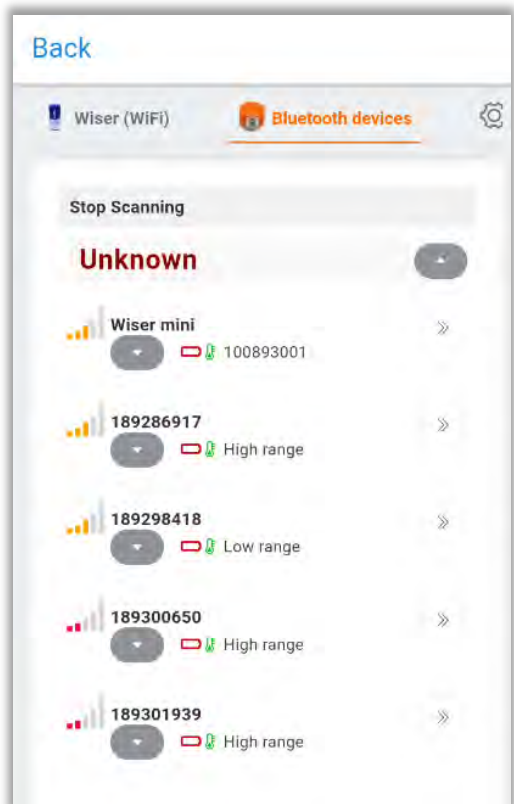 Back
Wiser (WiFi) Bluetooth devices
Stop Scanning
Unknown
Wiser mini
100893001
189286917
High range
189298418
Low range
189300650
High range
189301939
High range